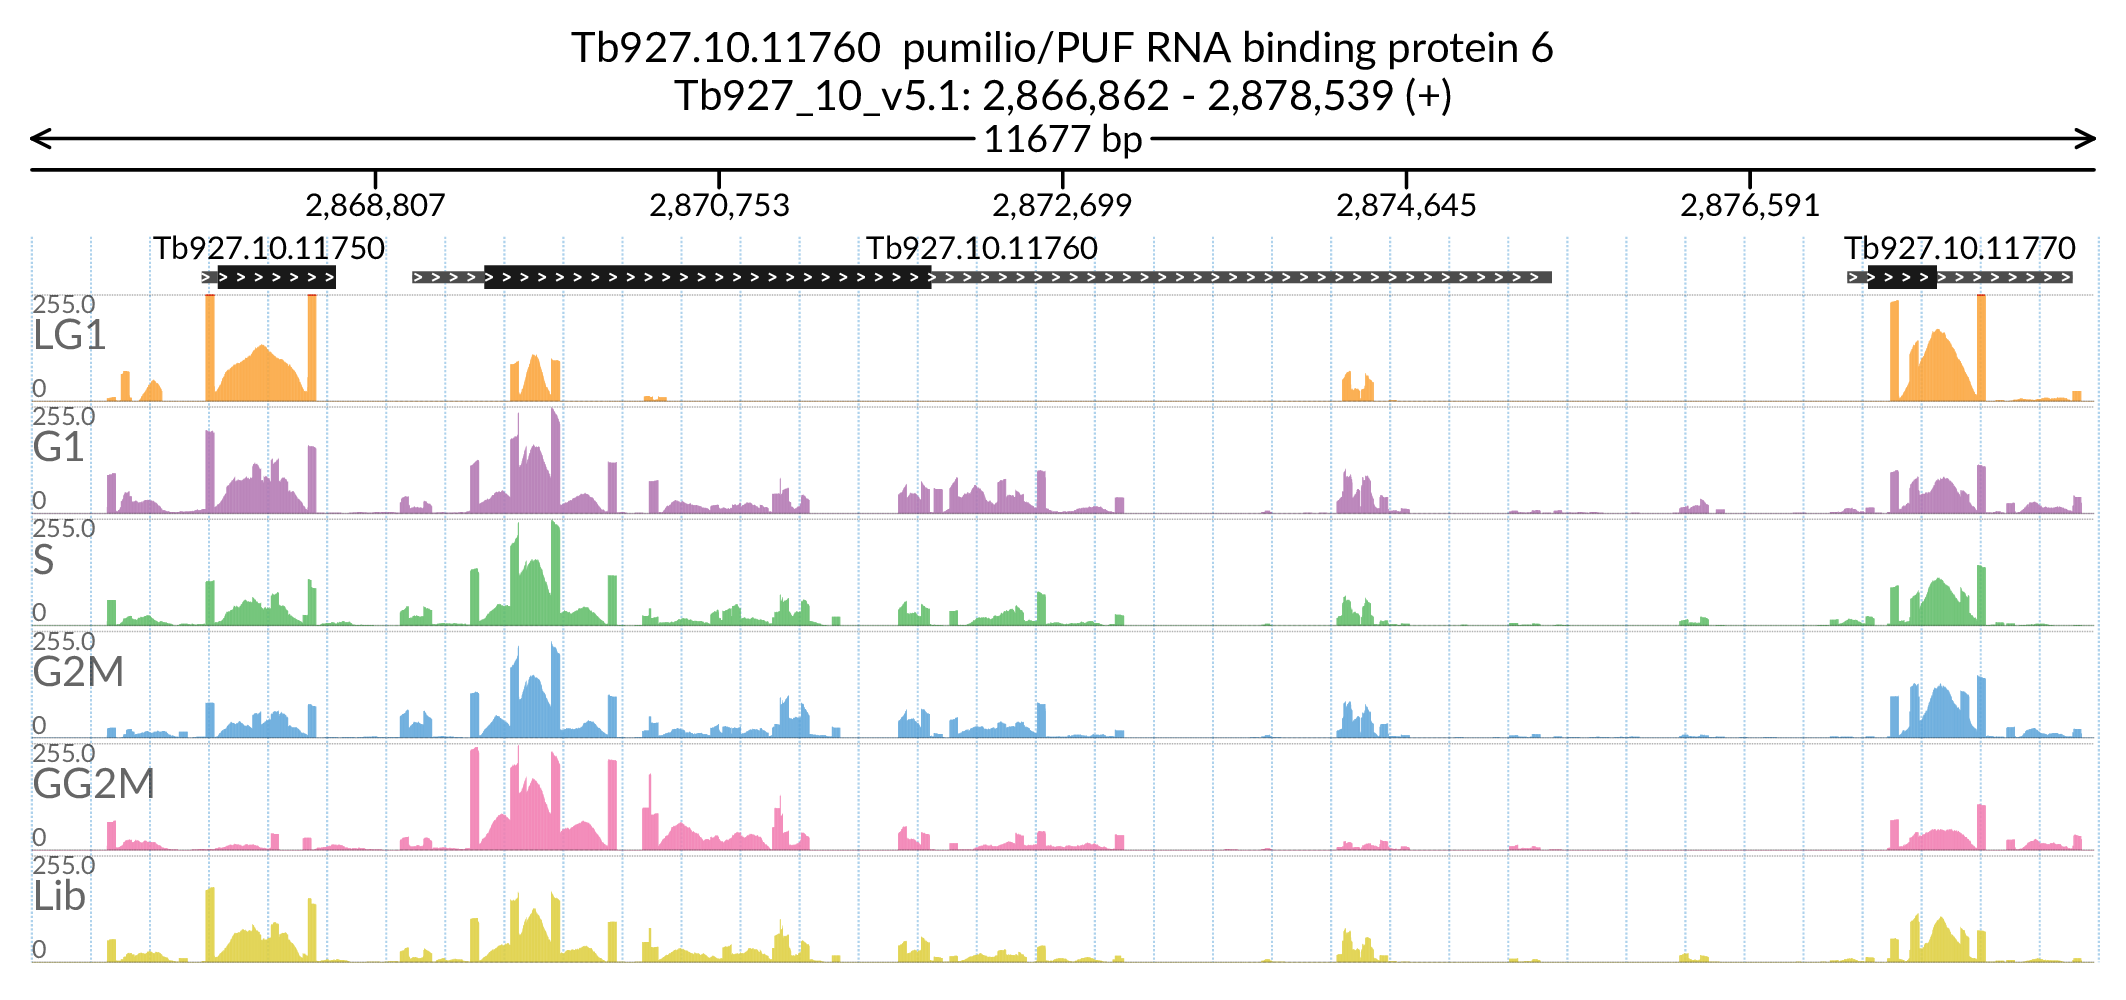 Tb927.10.11760  pumilio/PUF RNA binding protein 6
Tb927_10_v5.1: 2,866,862 - 2,878,539 (+)
11677 bp
2,868,807 2,870,753 2,872,699 2,874,645 2,876,591
Tb927.10.11750 Tb927.10.11760 Tb927.10.11770
255.0
LG1
0
255.0
G1
0
255.0
S
0
255.0
G2M
0
255.0
GG2M
0
255.0
Lib
0